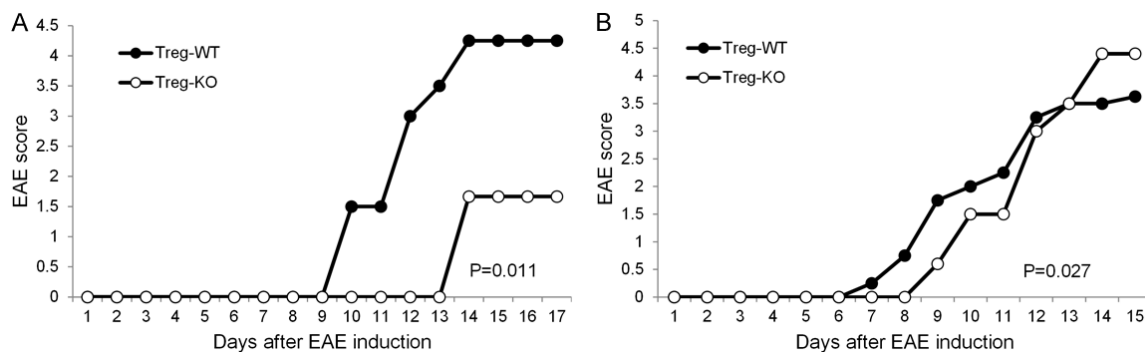 A
4.5
4
3.5
3
2.5
2
1.5
1
0.5
0
EAE score
Treg-WT
Treg-KO
P=0.011
1 2 3 4 5 6 7 8 9 10 11 12 13 14 15 16 17
Days after EAE induction
B
5
4.5
4
3.5
3
2.5
2
1.5
1
0.5
0
EAE score
Treg-WT
Treg-KO
P=0.027
1 2 3 4 5 6 7 8 9 10 11 12 13 14 15
Days after EAE induction